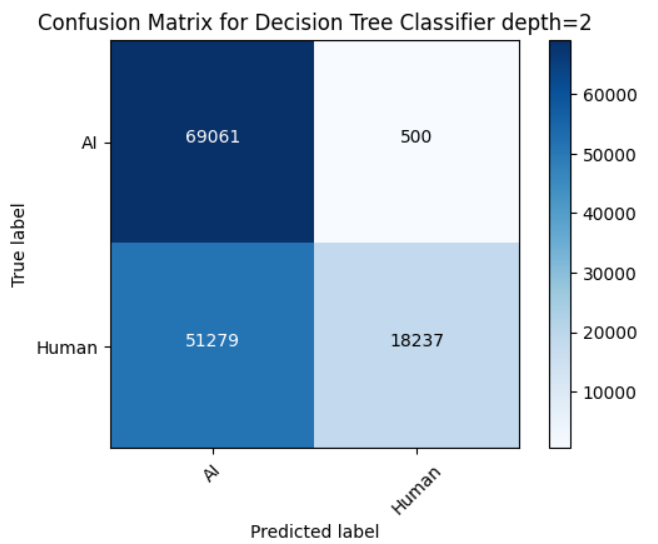 Confusion Matrix for Decision Tree Classifier depth=2
AI
69061
500
Human
51279
18237
True label
AI
Human
Predicted label
60000
50000
40000
30000
20000
10000